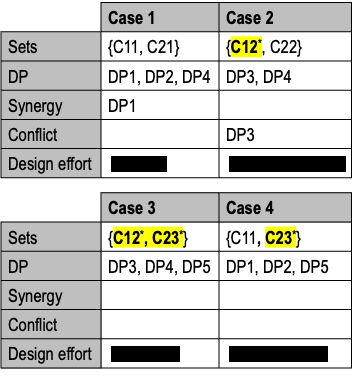 Case 1 Case 2
Sets {C11, C21} {C12*, C22}
DP DP1, DP2, DP4 DP3, DP4
Synergy DP1
Conflict DP3
Design effort
Case 3 Case 4
Sets {C12*, C23*} {C11, C23*}
DP DP3, DP4, DP5 DP1, DP2, DP5
Synergy
Conflict
Design effort